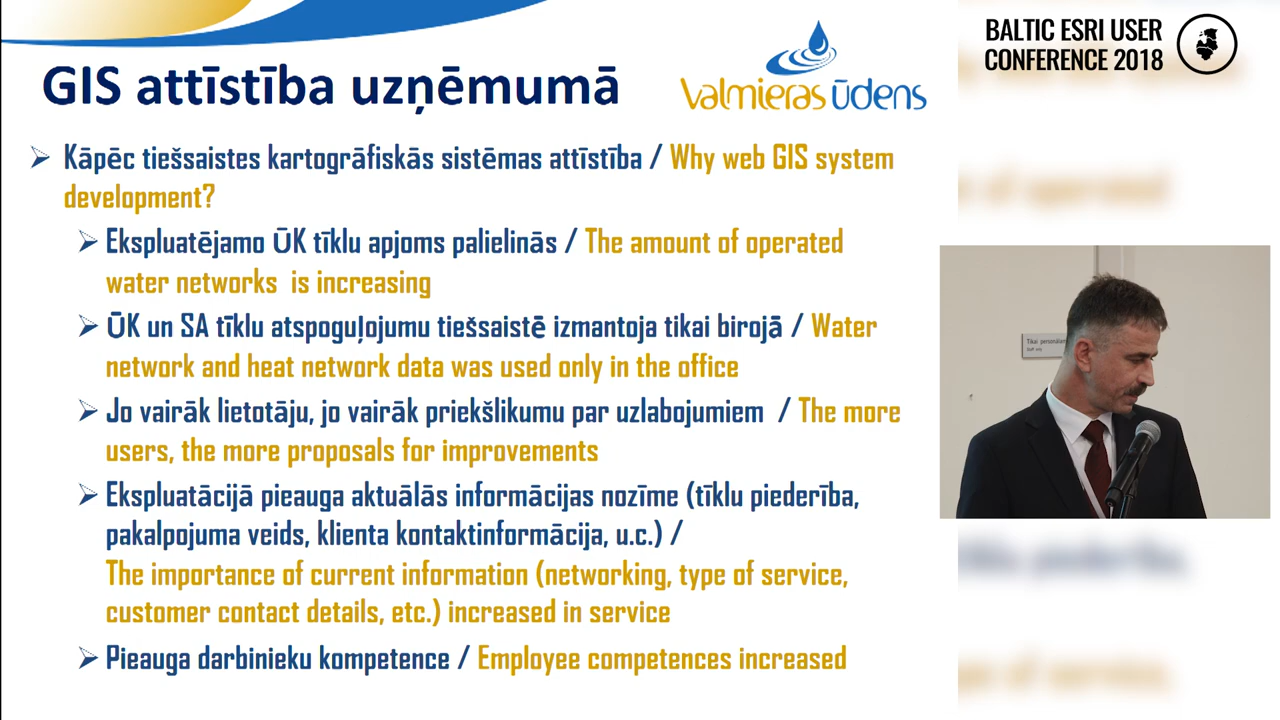 GIS attīstība uzņēmumā
Valmieras ūdens
BALTIC ESRI USER
CONFERENCE 2018
Kāpēc tiešsaistes kartogrāfiskās sistēmas attīstība / Why web GIS system
development?
Ekspluatējamo ŪK tīklu apjoms palielinās / The amount of operated
water networks is increasing
ŪK un SA tīklu atspoguļojumu tiešsaistē izmantoja tikai birojā / Water
network and heat network data was used only in the office
Jo vairāk lietotāju, jo vairāk priekšlikumu par uzlabojumiem / The more
users, the more proposals for improvements
Ekspluatācijā pieauga aktuālās informācijas nozīme (tīklu piederība,
pakalpojuma veids, klienta kontaktinformācija, u.c.) /
The importance of current information (networking, type of service,
customer contact details, etc.) increased in service
Pieauga darbinieku kompetence / Employee competences increased
Tikai personālam
Staff only